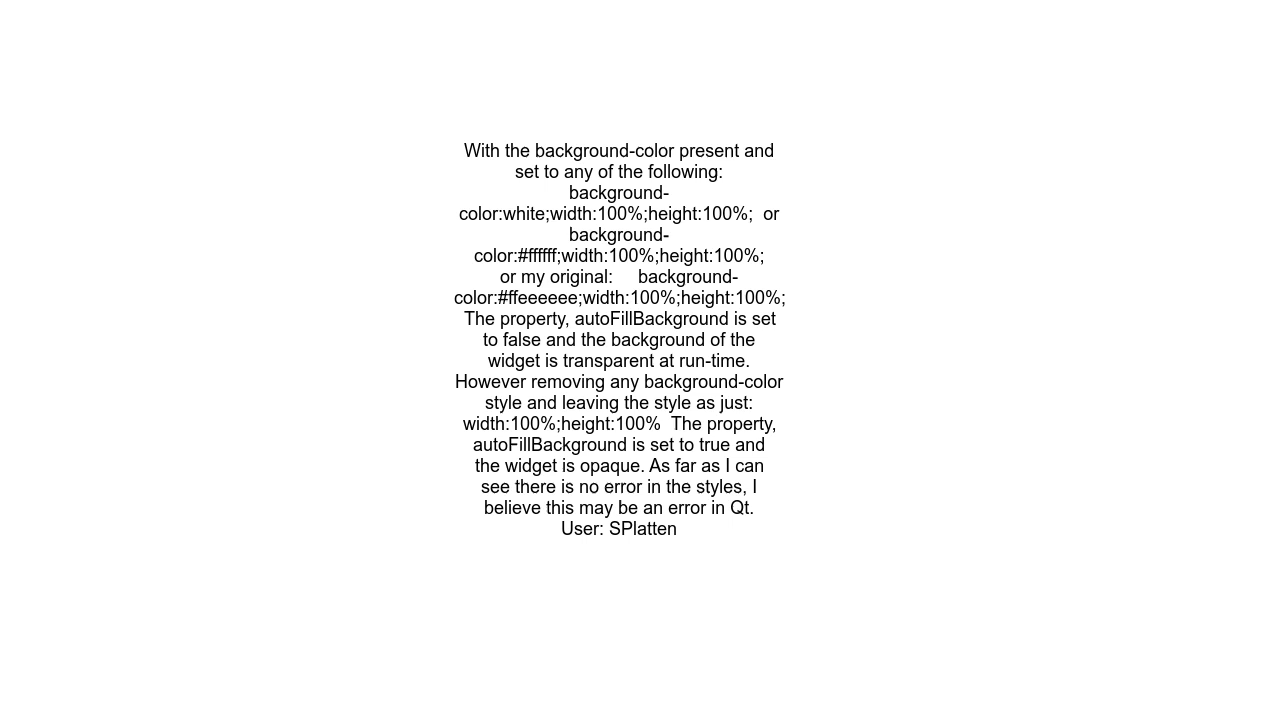 With the background-color present and
set to any of the following:
background-
color:white;width:100%;height:100%;  or
background-
color:#ffffff;width:100%;height:100%;
or my original:     background-
color:#ffeeeeee;width:100%;height:100%;
The property, autoFillBackground is set
to false and the background of the
widget is transparent at run-time.
However removing any background-color
style and leaving the style as just:
width:100%;height:100%  The property,
autoFillBackground is set to true and
the widget is opaque. As far as I can
see there is no error in the styles, I
believe this may be an error in Qt.
User: SPlatten